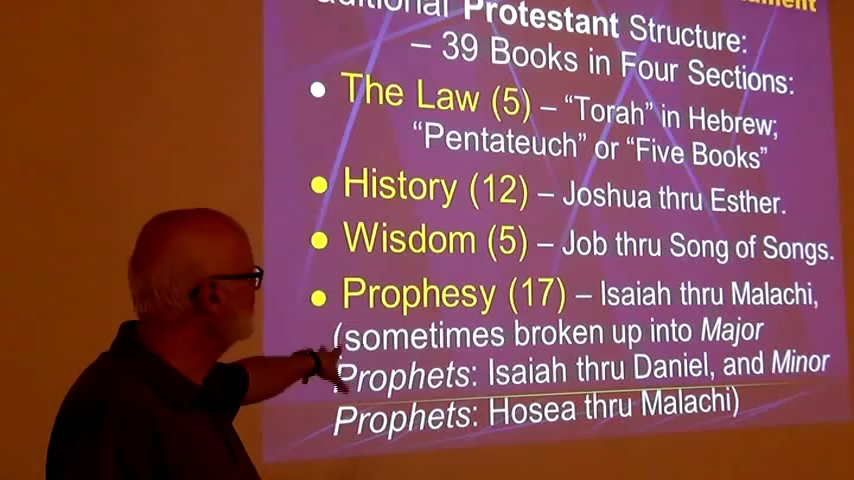 Protestant Structure:
– 39 Books in Four Sections:
• The Law (5) – “Torah” in Hebrew;
“Pentateuch” or “Five Books”
• History (12) – Joshua thru Esther.
• Wisdom (5) – Job thru Song of Songs.
• Prophesy (17) – Isaiah thru Malachi,
(sometimes broken up into Major
Prophets: Isaiah thru Daniel, and Minor
Prophets: Hosea thru Malachi)